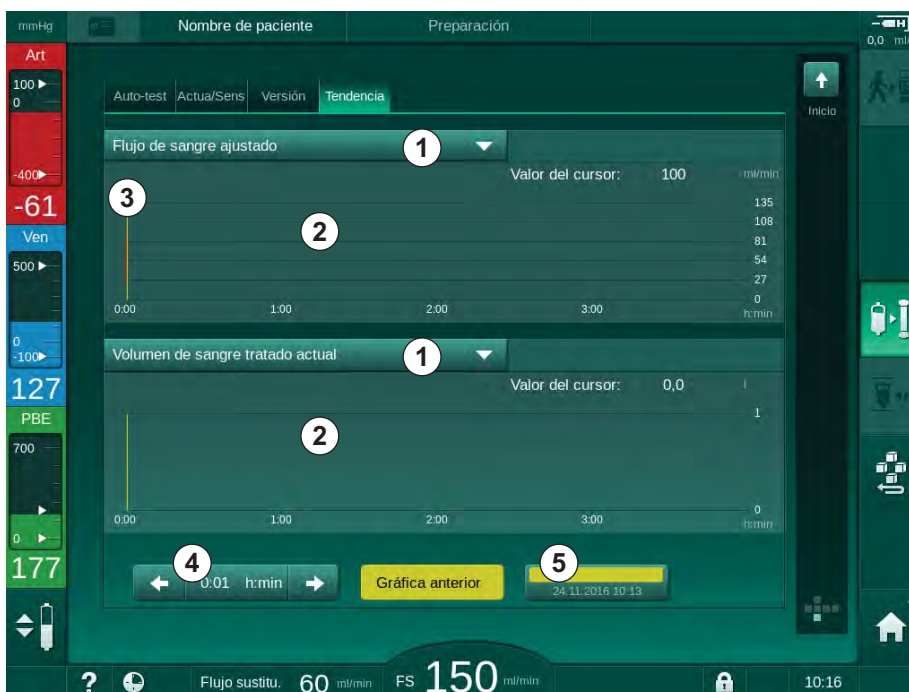 mmHg Nombre de paciente Preparación
0,0 ml/
Art
100
0
-400
-61
Ven
500
0
-100
127
PBE
700
0
177
Inicio
Auto-test Actua/Sens Versión Tendencia
Flujo de sangre ajustado 1
Valor del cursor: 100 ml/min
3
2
135
108
81
54
27
0
0:00 1:00 2:00 3:00 h:min
Volumen de sangre tratado actual 1
Valor del cursor: 0,0 l
2
1
0
0:00 1:00 2:00 3:00 h:min
4 0:01 h:min
Gráfica anterior
5
24.11.2016 10:13
? Flujo sustitu. 60 ml/min FS 150 ml/min 10:16